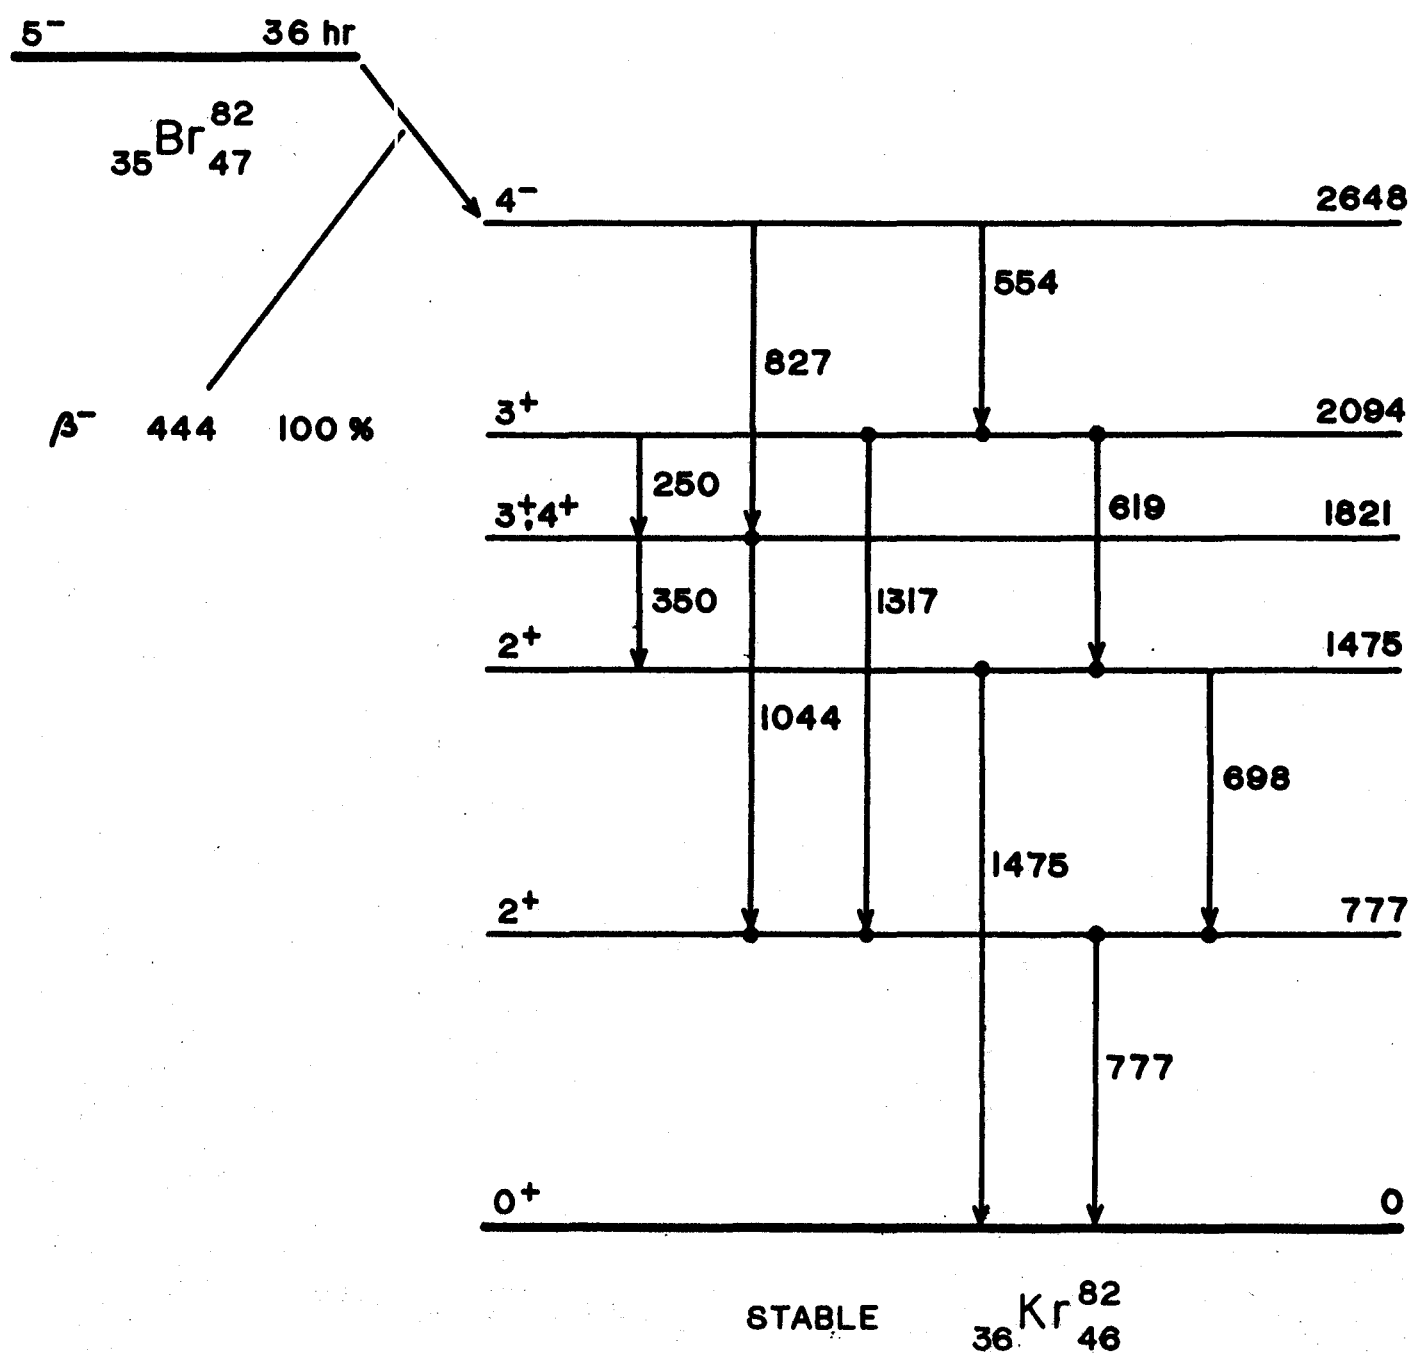 5⁻ 36 hr
₃₅Br⁸²₄₇
4⁻ 2648
554
827
3⁺ 2094
β⁻ 444 100 %
250
3⁺,4⁺ 619 1821
350 1317
2⁺ 1475
1044
698
1475
2⁺ 777
777
0⁺ 0
STABLE ₃₆Kr⁸²₄₆